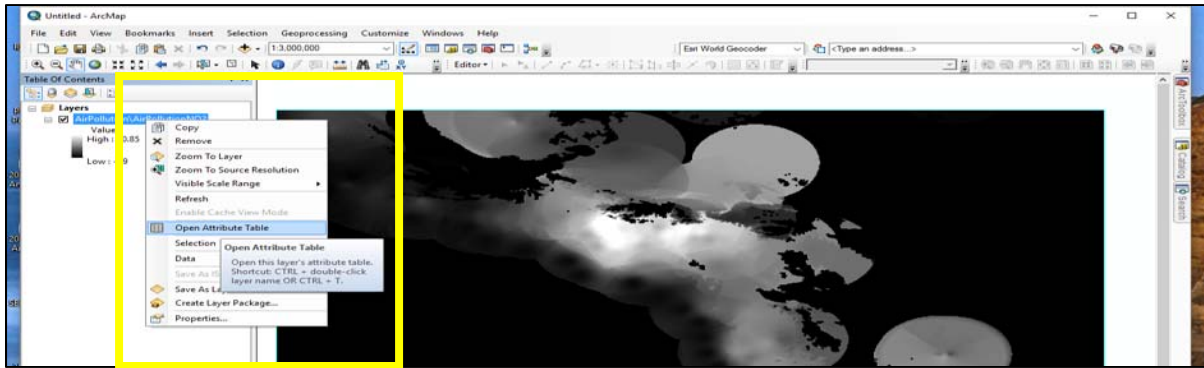 Untitled - ArcMap
File Edit View Bookmarks Insert Selection Geoprocessing Customize Windows Help
1:3,000,000
Esri World Geocoder
<Type an address...>
Editor
Table Of Contents
Layers
Value
High :
0.85
Low :
Copy
Remove
Zoom To Layer
Zoom To Source Resolution
Visible Scale Range
Refresh
Enable Cache View Mode
Open Attribute Table
Selection
Data
Save As
Save As
Create Layer Package...
Properties...
Open Attribute Table
Open this layer's attribute table.
Shortcut: CTRL + double-click
layer name OR CTRL + T.
ArcToolbox
Catalog
Search